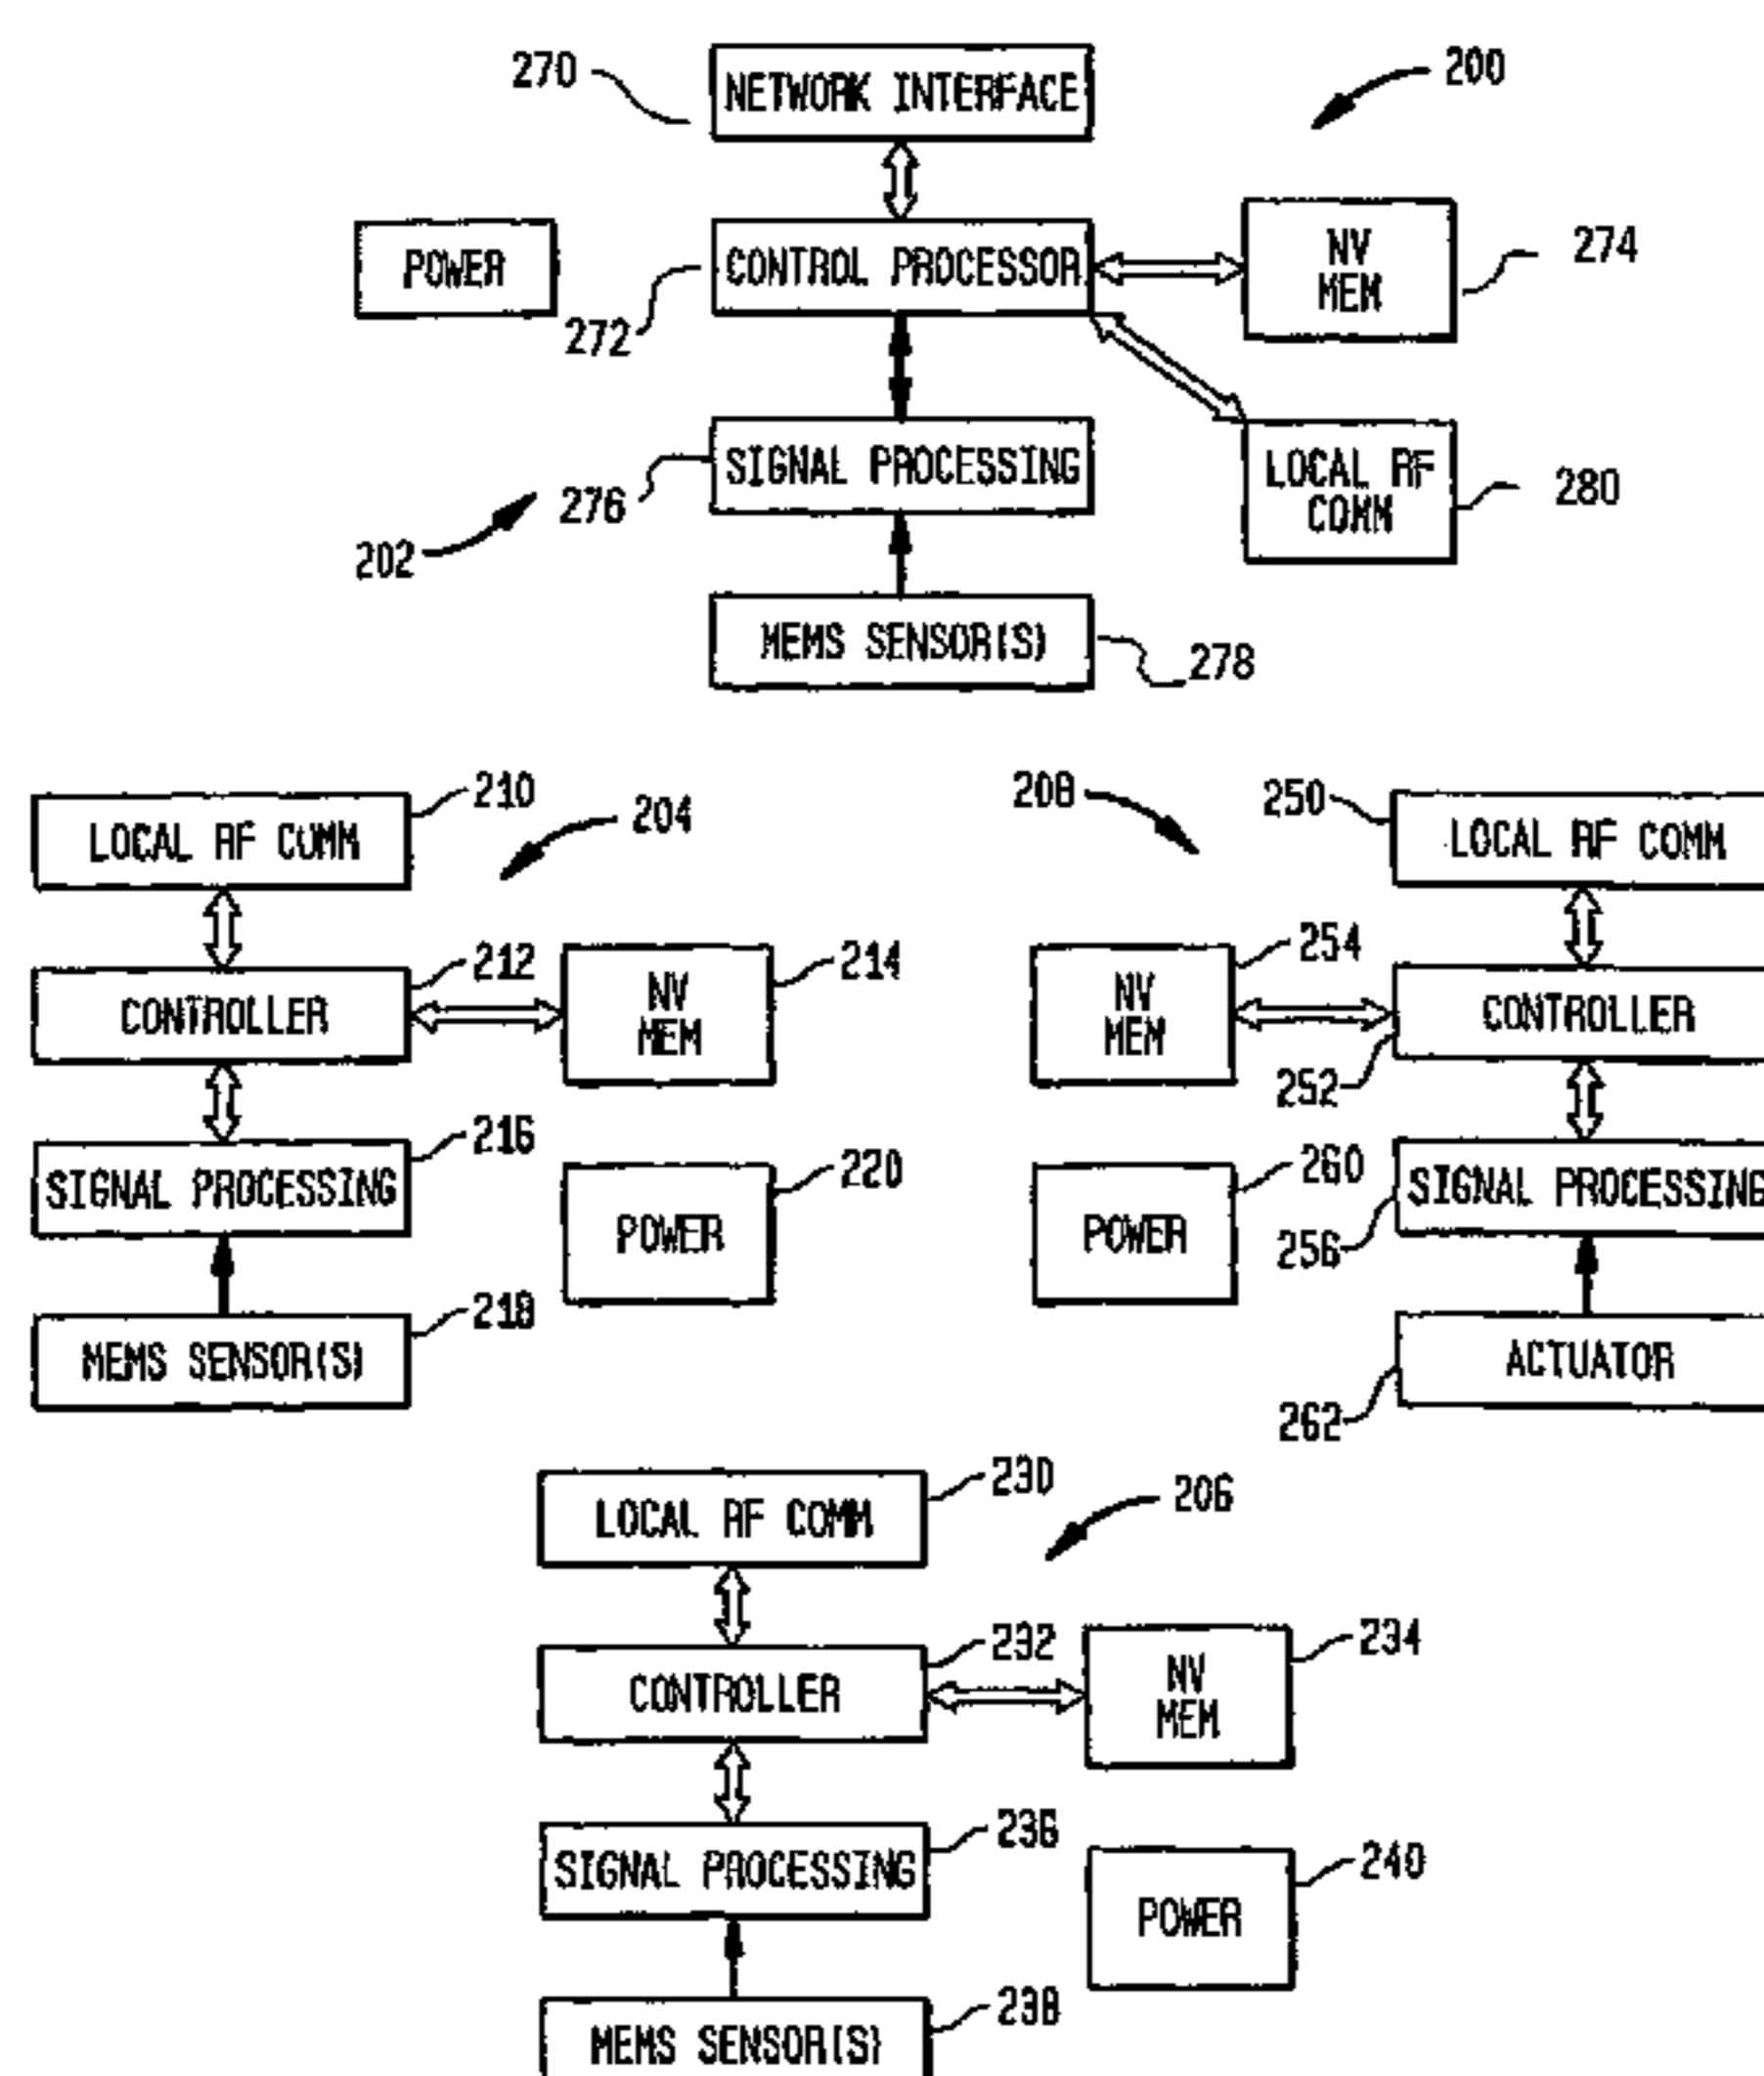 270
NETWORK INTERFACE
200
POWER
272
CONTROL PROCESSOR
NV
MEM
274
202
276
SIGNAL PROCESSING
LOCAL RF
COMM
280
MEMS SENSOR(S)
278
LOCAL RF COMM
210
204
CONTROLLER
212
NV
MEM
214
SIGNAL PROCESSING
216
POWER
220
MEMS SENSOR(S)
218
208
250
LOCAL RF COMM
NV
MEM
254
CONTROLLER
252
POWER
260
SIGNAL PROCESSING
256
ACTUATOR
262
LOCAL RF COMM
230
206
CONTROLLER
232
NV
MEM
234
SIGNAL PROCESSING
236
POWER
240
MEMS SENSOR(S)
238